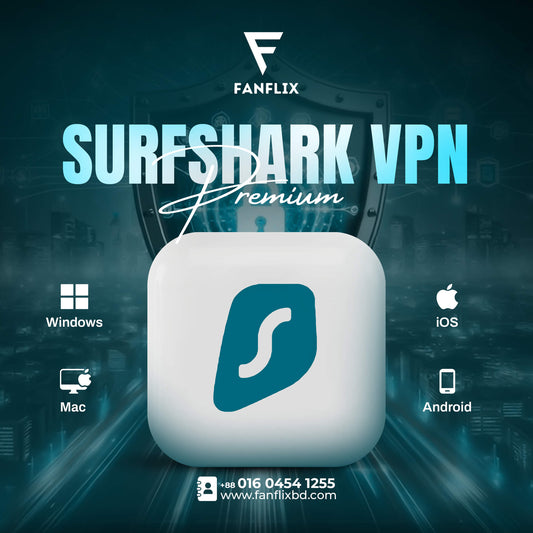 FANFLIX
SURFSHARK VPN
Premium
Windows
iOS
Mac
Android
+88 016 0454 1255
www.fanflixbd.com